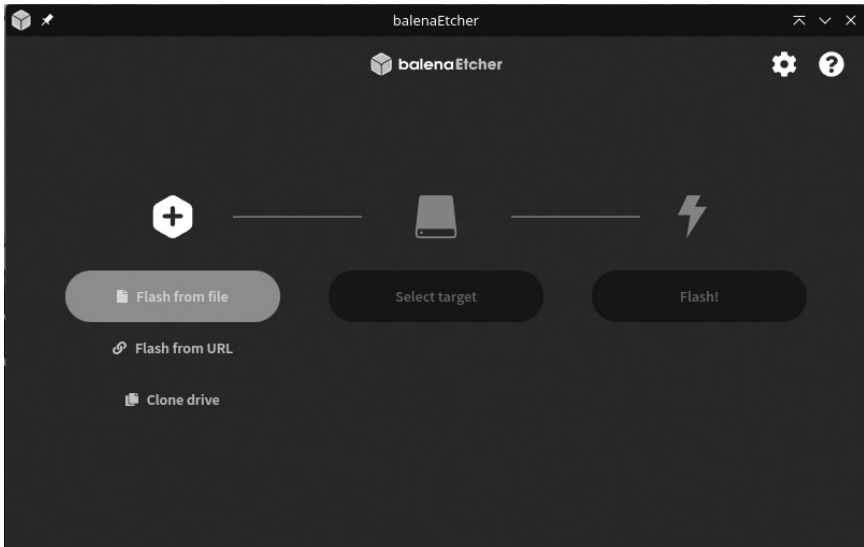 balenaEtcher
balenaEtcher
Flash from file
Select target
Flash!
Flash from URL
Clone drive